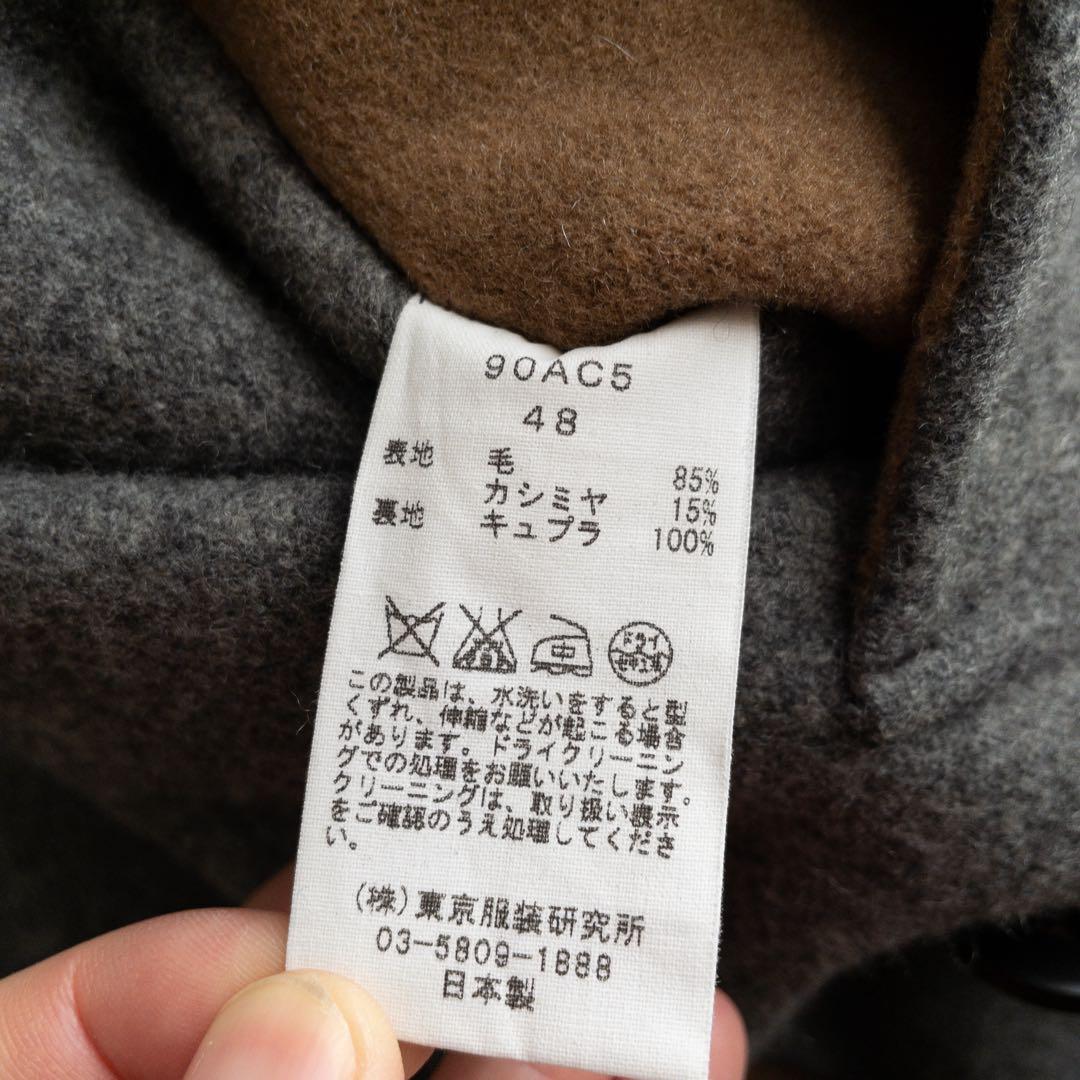 90AC5
48
表地 毛 85%
カシミヤ 15%
裏地 キュプラ 100%
中 ドライ セキユ系
この製品は、水洗いをすると型
くずれ、伸縮などが起こる場合
があります。ドライクリーニン
グでの処理をお願いいたします。
クリーニングは、取り扱い表示
をご確認のうえ処理してくださ
い。
(株)東京服装研究所
03-5809-1888
日本製